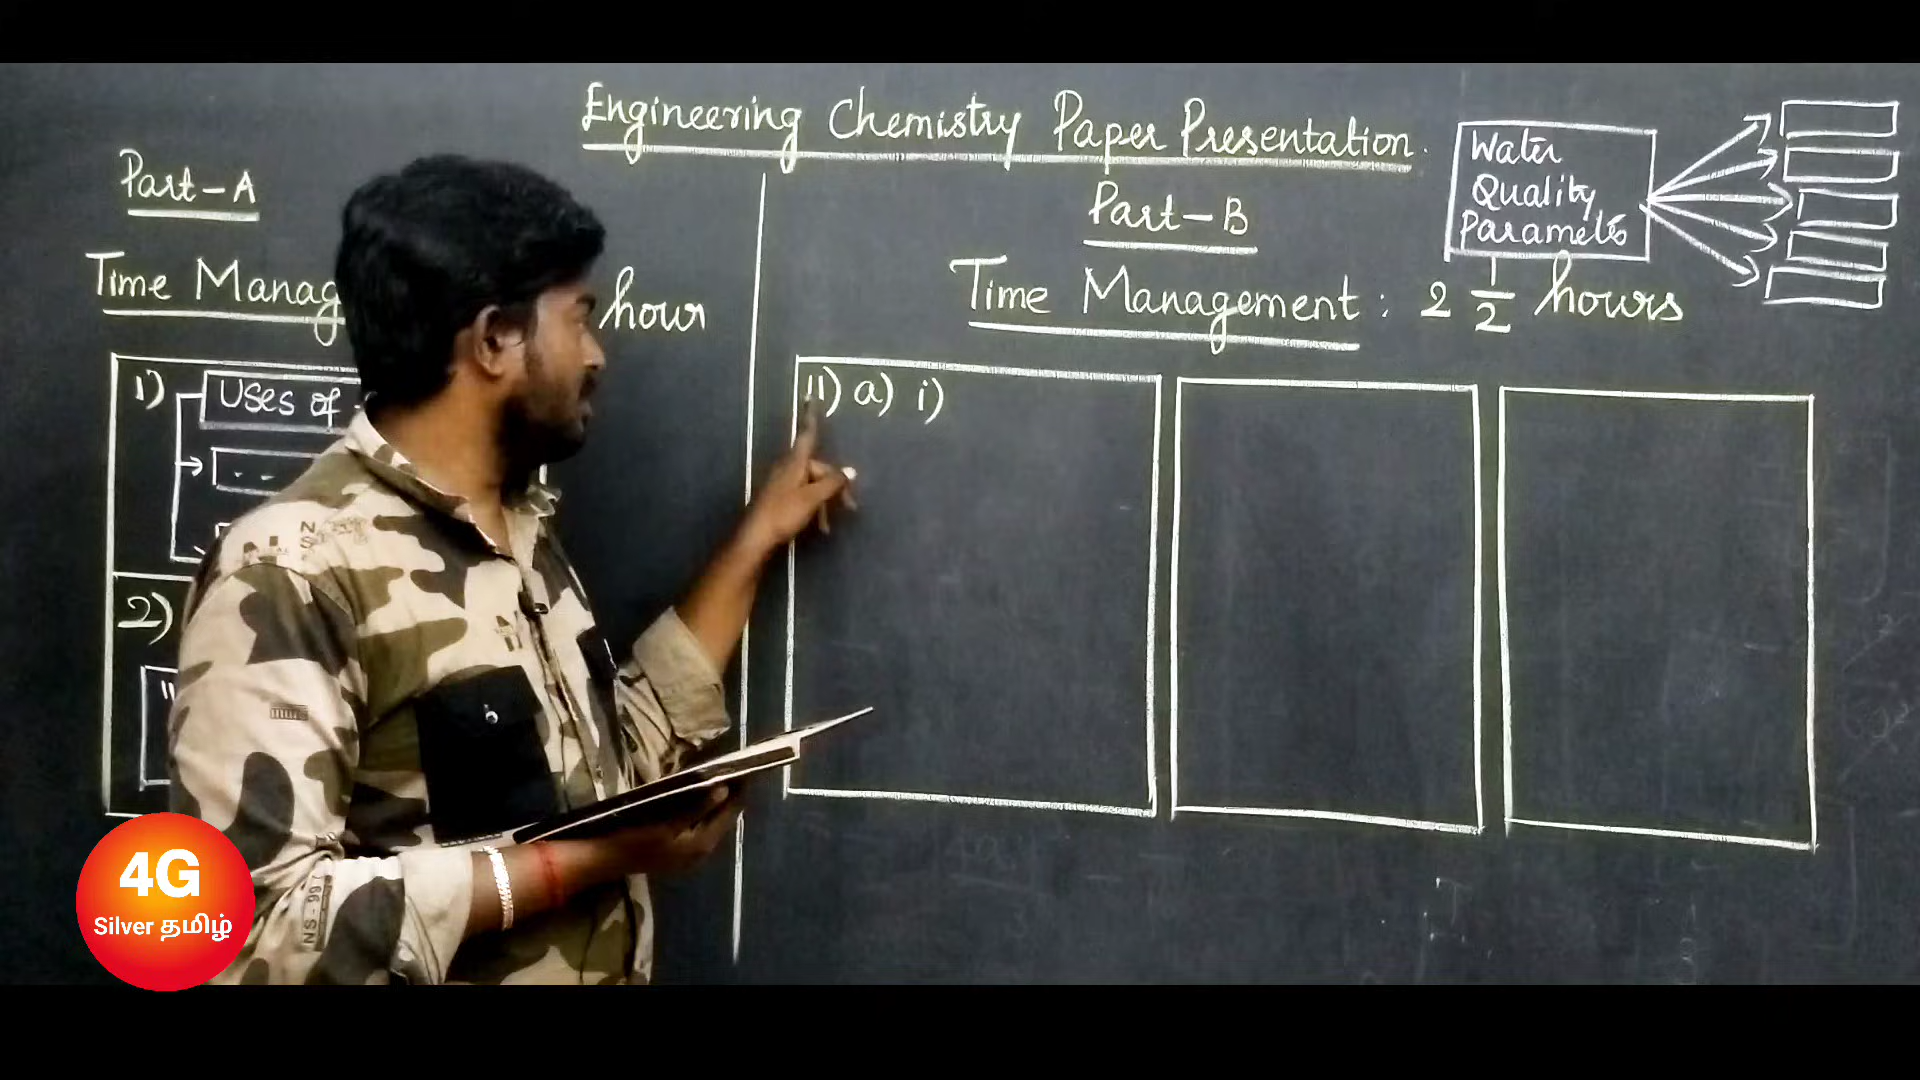 Engineering Chemistry Paper Presentation.
Part-A
Time Manag
hour
1) Uses of
2)
Part-B
Time Management : 2 1/2 hours
11) a) i)
Water
Quality
Parameters
4G
Silver தமிழ்